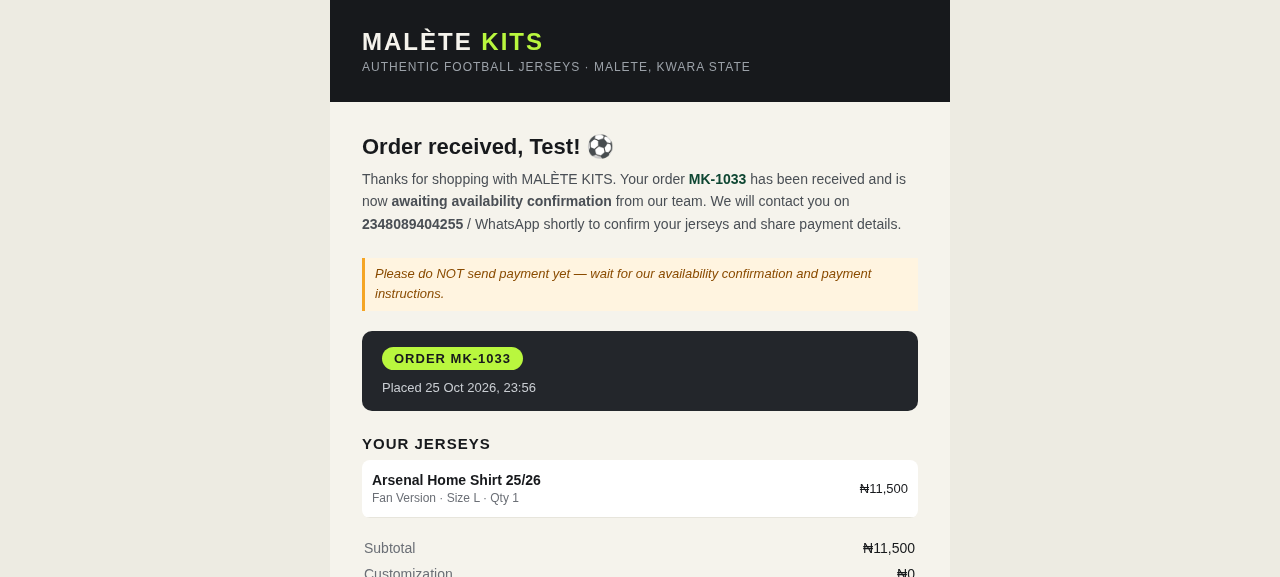 MALÈTE KITS
AUTHENTIC FOOTBALL JERSEYS · MALETE, KWARA STATE
Order received, Test! ⚽
Thanks for shopping with MALÈTE KITS. Your order MK-1033 has been received and is
now awaiting availability confirmation from our team. We will contact you on
2348089404255 / WhatsApp shortly to confirm your jerseys and share payment details.
Please do NOT send payment yet — wait for our availability confirmation and payment
instructions.
ORDER MK-1033
Placed 25 Oct 2026, 23:56
YOUR JERSEYS
Arsenal Home Shirt 25/26
Fan Version · Size L · Qty 1
₦11,500
Subtotal ₦11,500
Customization ₦0